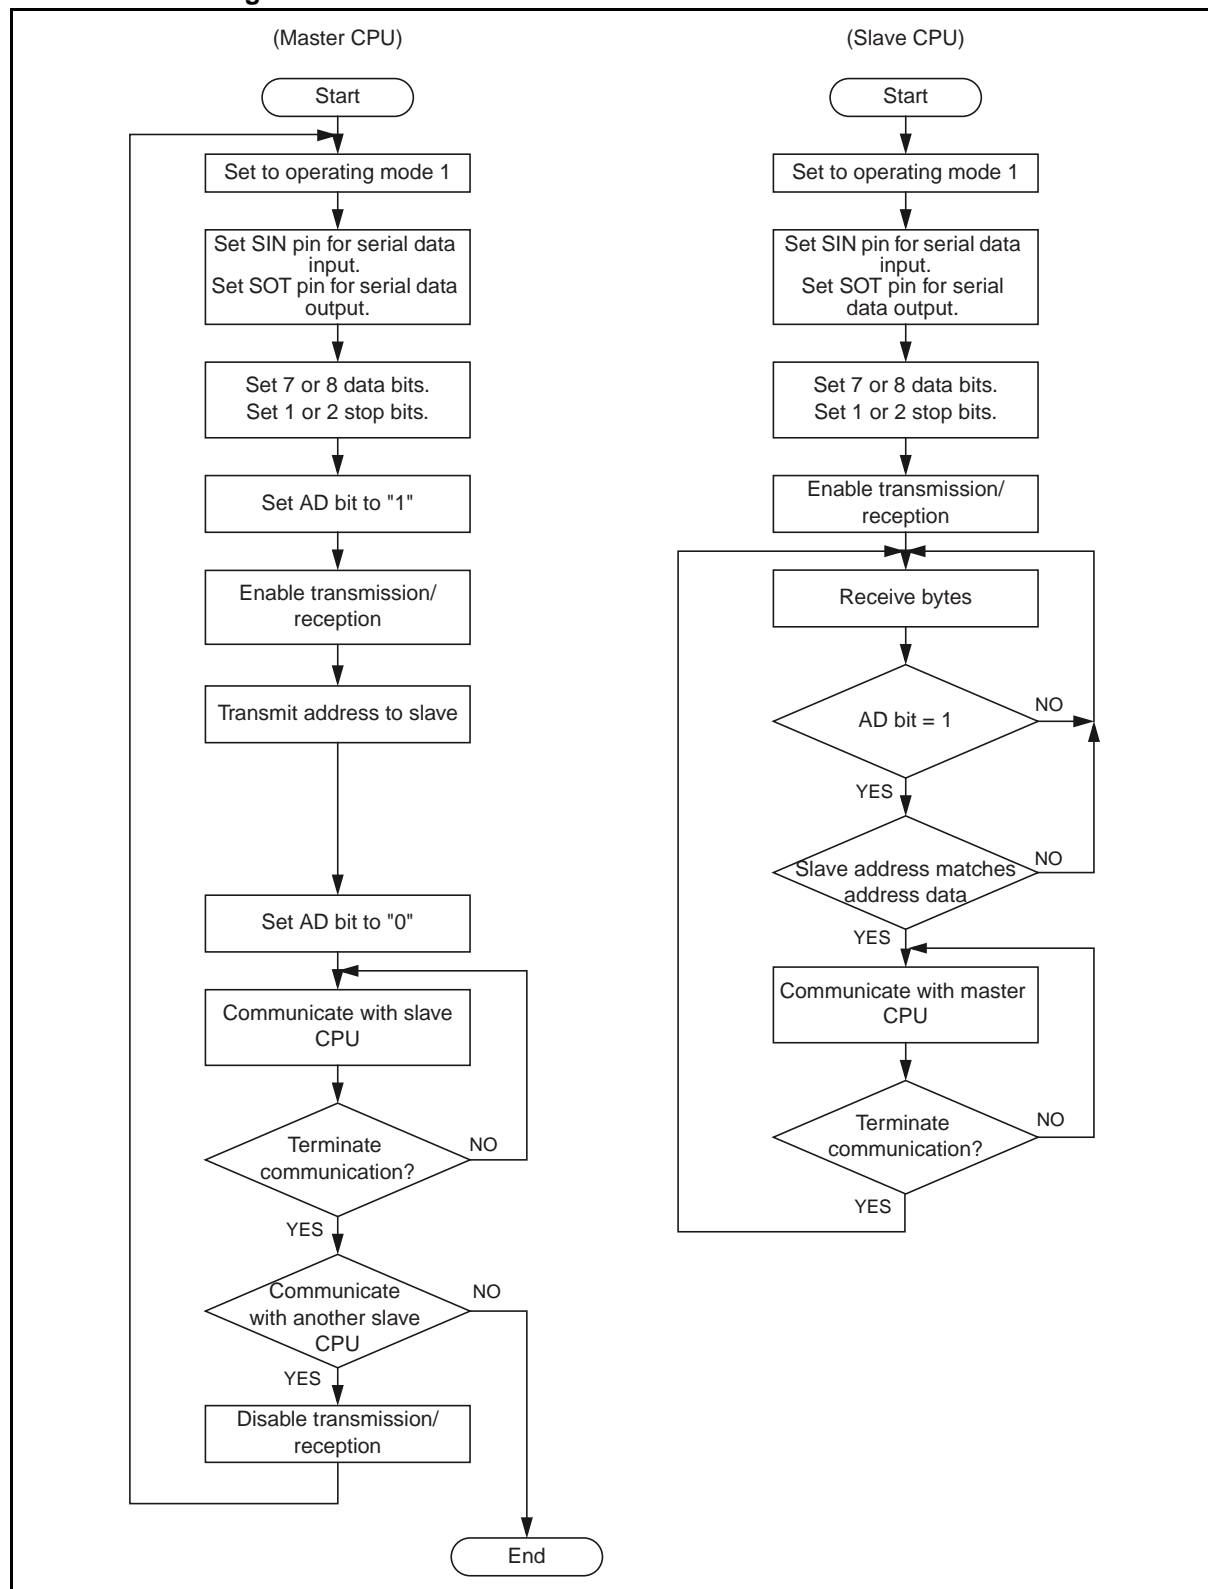 (Master CPU)
Start
Set to operating mode 1
Set SIN pin for serial data
input.
Set SOT pin for serial data
output.
Set 7 or 8 data bits.
Set 1 or 2 stop bits.
Set AD bit to "1"
Enable transmission/
reception
Transmit address to slave
Set AD bit to "0"
Communicate with slave
CPU
Terminate
communication?
NO
YES
Communicate
with another slave
CPU
NO
YES
Disable transmission/
reception
End
(Slave CPU)
Start
Set to operating mode 1
Set SIN pin for serial data
input.
Set SOT pin for serial
data output.
Set 7 or 8 data bits.
Set 1 or 2 stop bits.
Enable transmission/
reception
Receive bytes
AD bit = 1
NO
YES
Slave address matches
address data
NO
YES
Communicate with master
CPU
Terminate
communication?
NO
YES